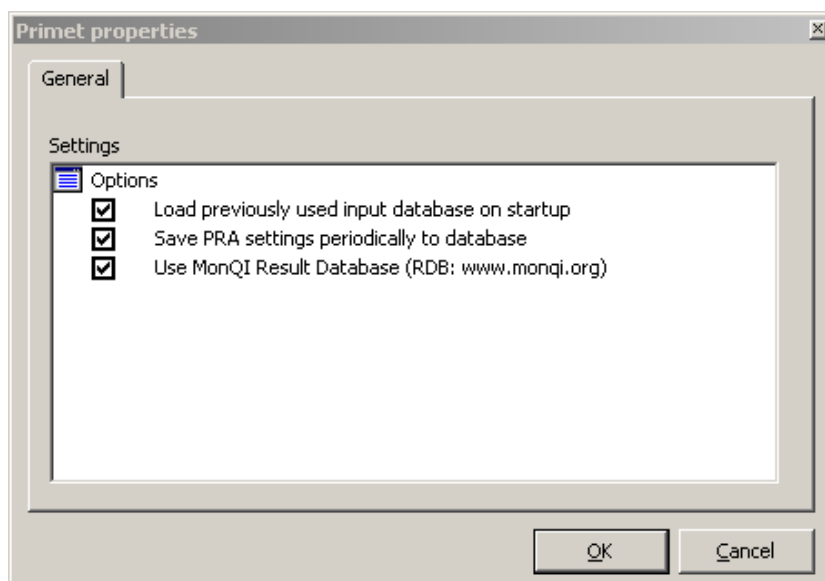 Primet properties
General
Settings
Options
Load previously used input database on startup
Save PRA settings periodically to database
Use MonQI Result Database (RDB: www.monqi.org)
OK Cancel